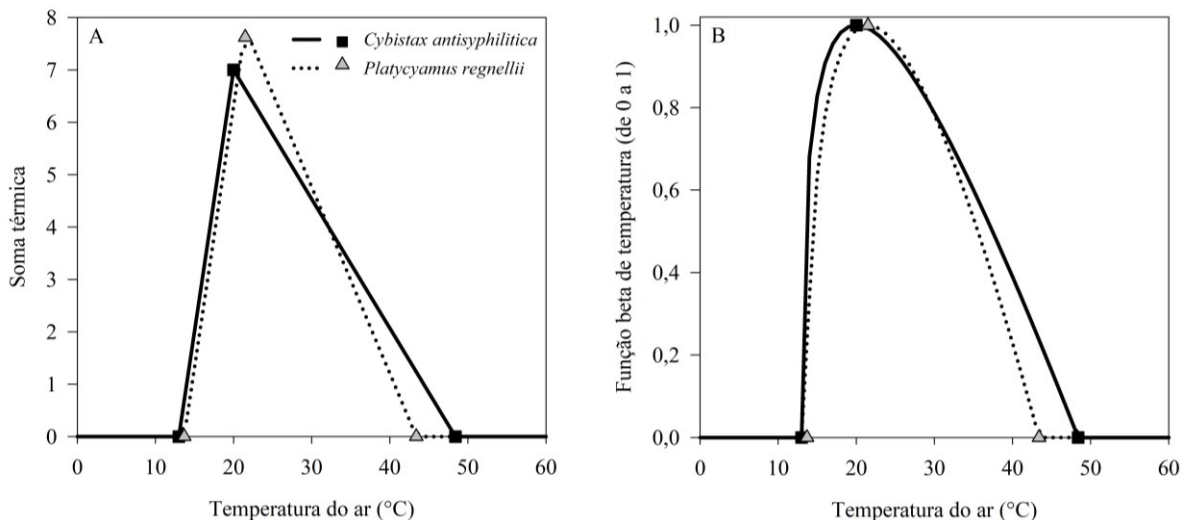 A
Cybistax antisyphilitica
Platycyamus regnellii
Soma térmica
8
7
6
5
4
3
2
1
0
0 10 20 30 40 50 60
Temperatura do ar (°C)
B
Função beta de temperatura (de 0 a 1)
1,0
0,8
0,6
0,4
0,2
0,0
0 10 20 30 40 50 60
Temperatura do ar (°C)